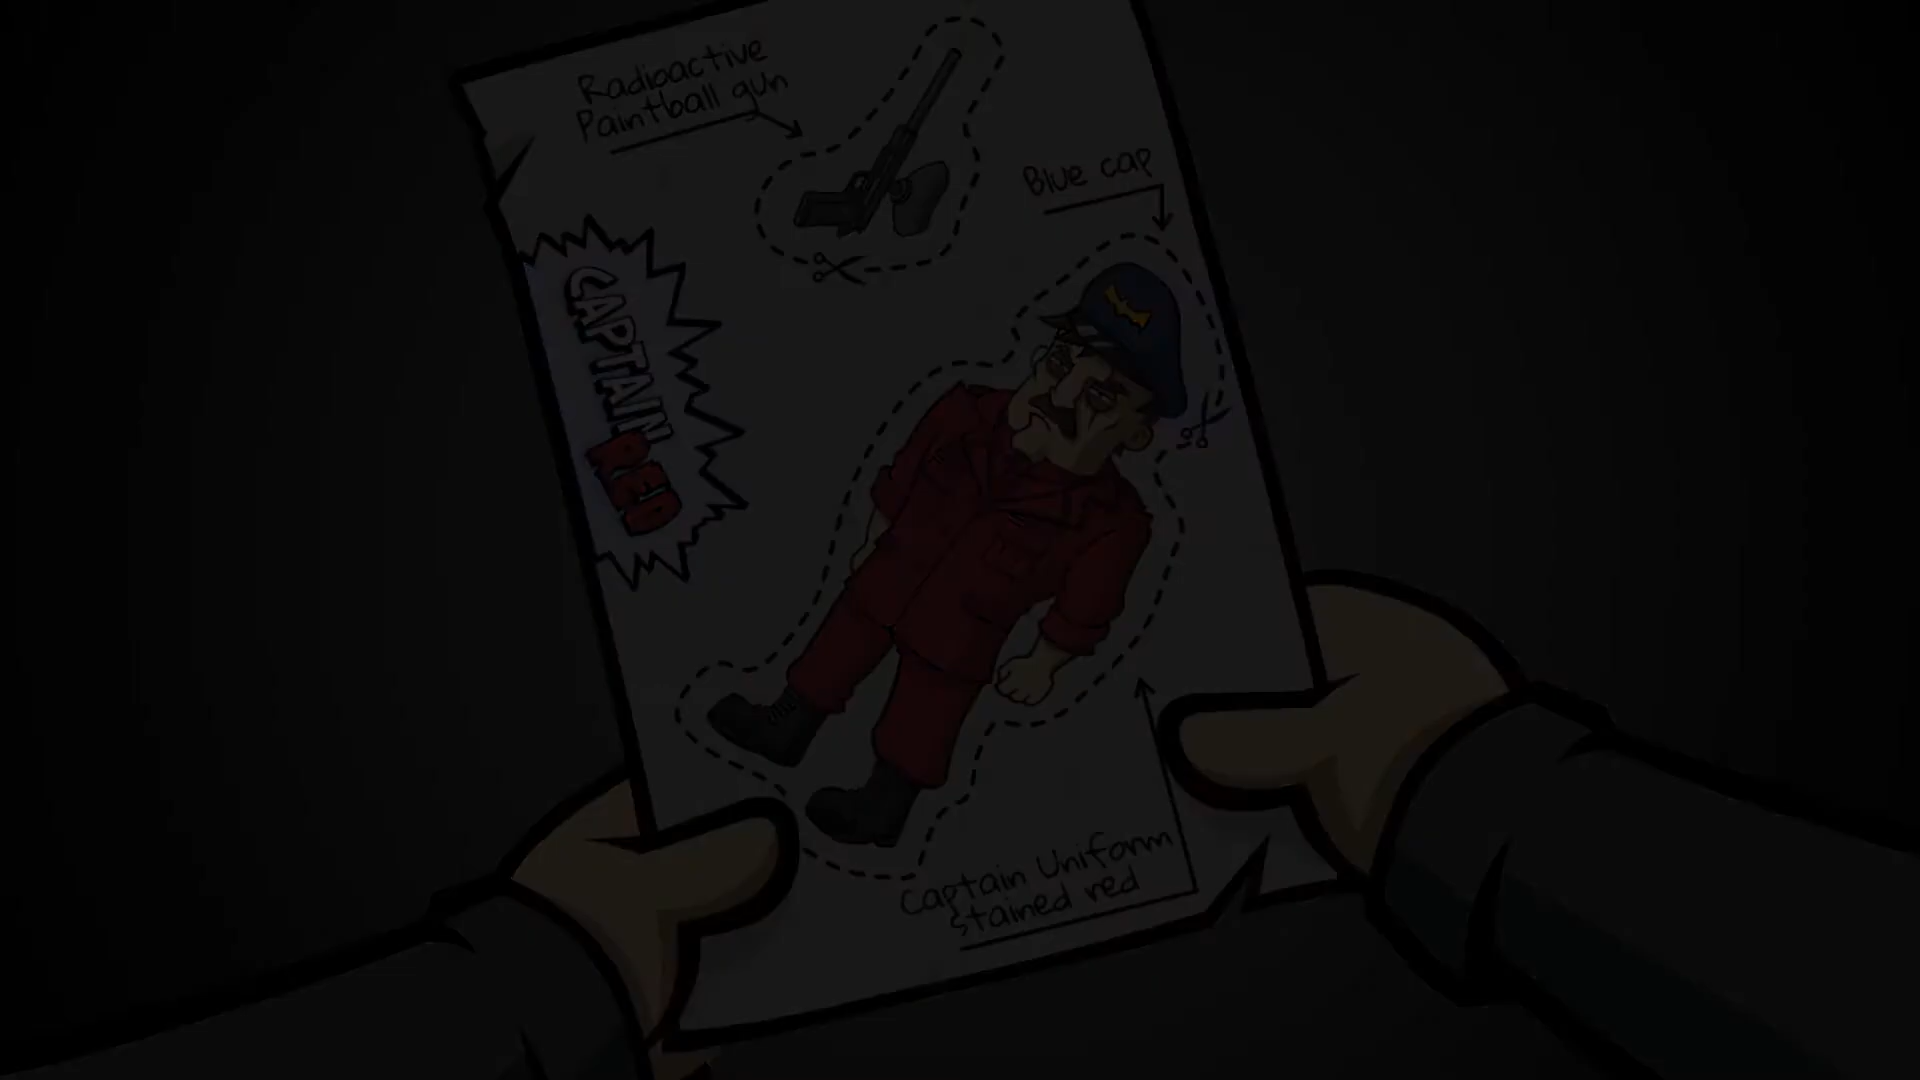 Radioactive
Paintball gun
Blue cap
CAPTAIN
RED
Captain Uniform
stained red